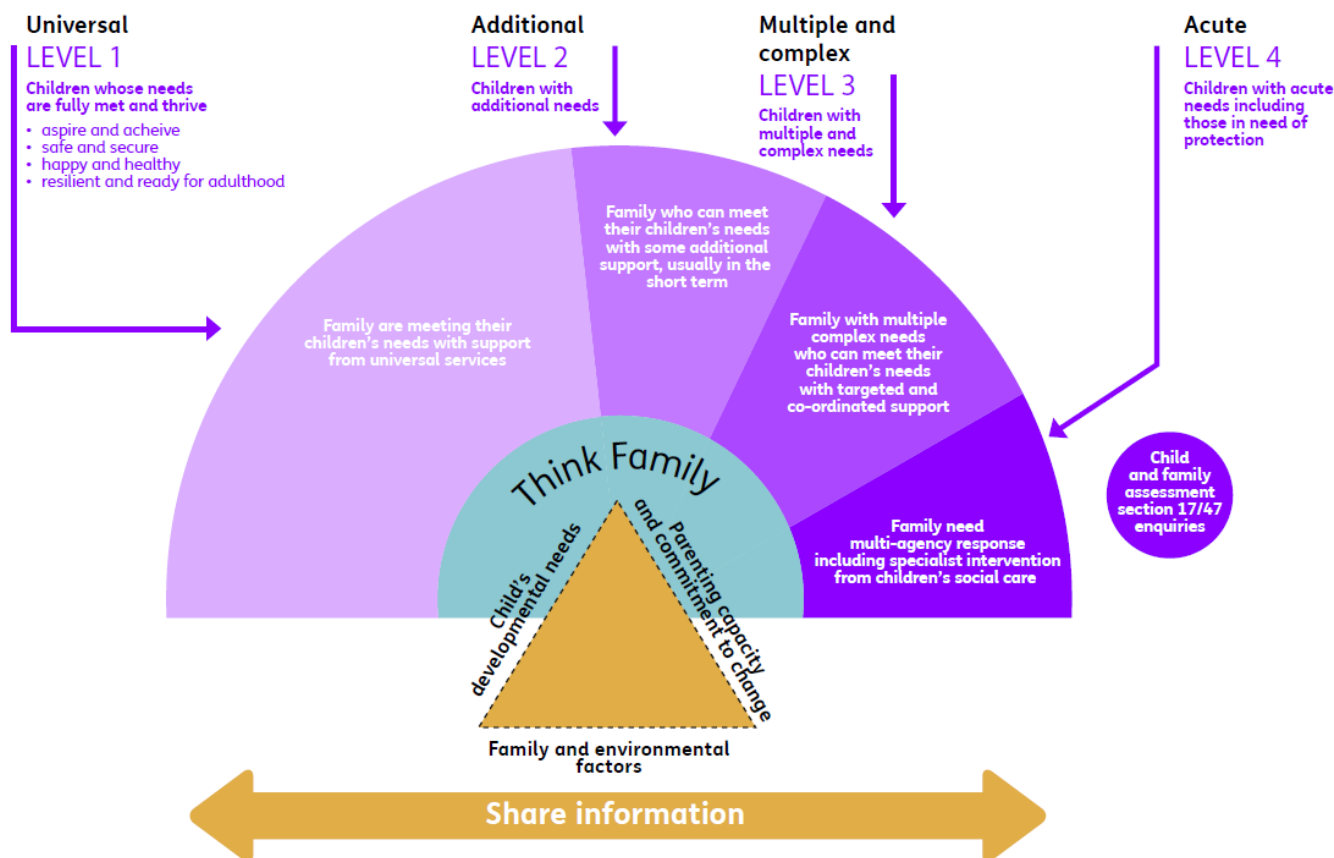 Universal
LEVEL 1
Children whose needs
are fully met and thrive
• aspire and acheive
• safe and secure
• happy and healthy
• resilient and ready for adulthood
Additional
LEVEL 2
Children with
additional needs
Multiple and
complex
LEVEL 3
Children with
multiple and
complex needs
Acute
LEVEL 4
Children with acute
needs including
those in need of
protection
Family are meeting their
children's needs with support
from universal services
Family who can meet
their children's needs
with some additional
support, usually in the
short term
Family with multiple
complex needs
who can meet their
children's needs
with targeted and
co-ordinated support
Family need
multi-agency response
including specialist intervention
from children's social care
Child
and family
assessment
section 17/47
enquiries
Think Family
Child's
developmental needs
Parenting capacity
and commitment to change
Family and environmental
factors
Share information